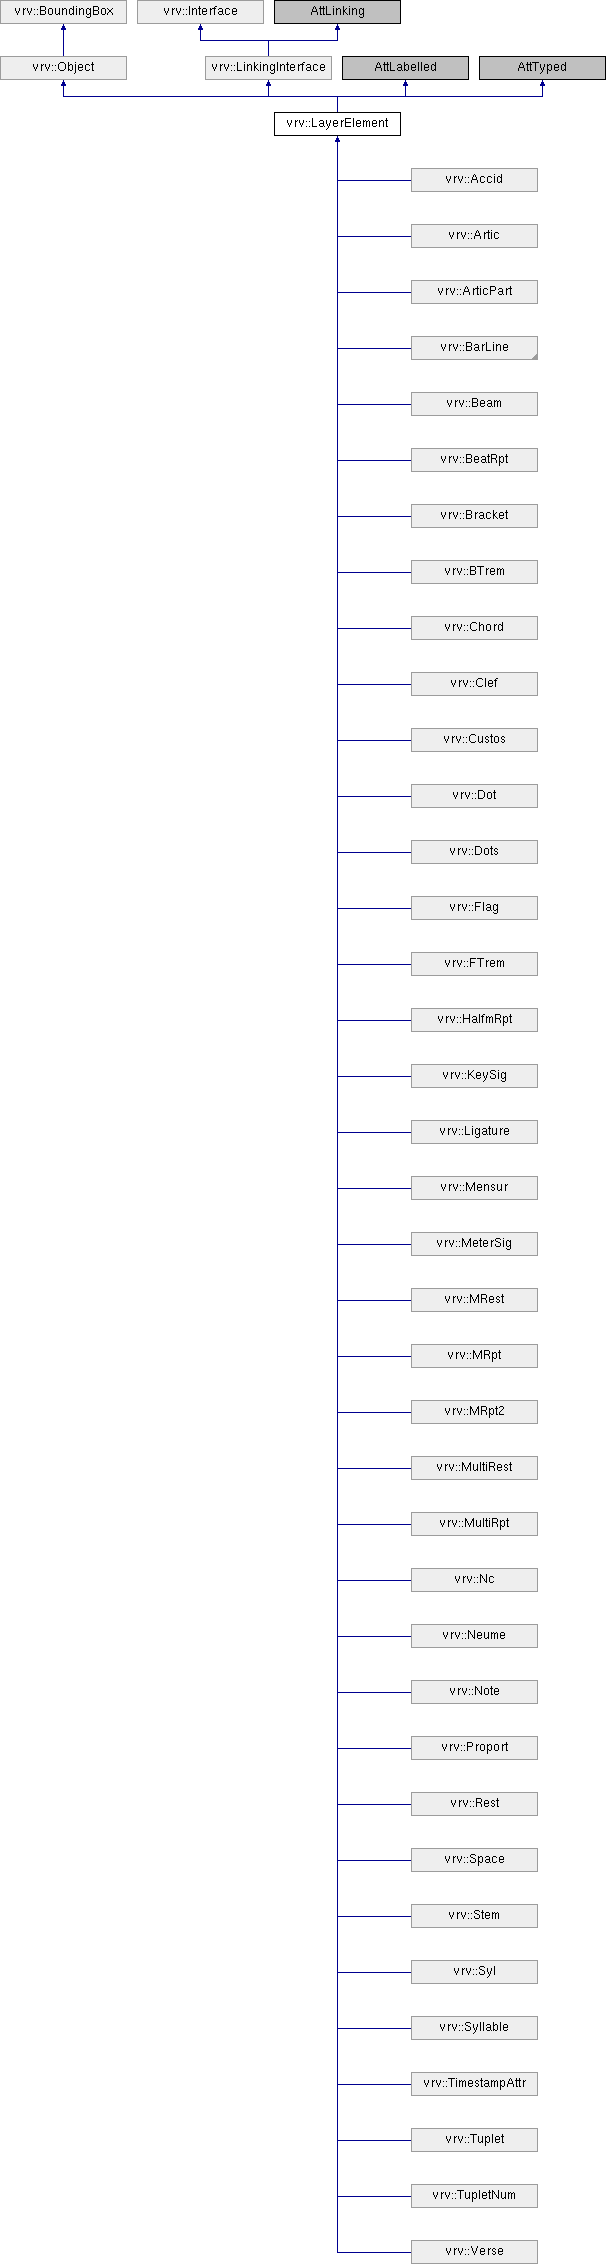 vrv::BoundingBox vrv::Interface AttLinking
vrv::Object vrv::LinkingInterface AttLabelled AttTyped
vrv::LayerElement
vrv::Accid
vrv::Artic
vrv::ArticPart
vrv::BarLine
vrv::Beam
vrv::BeatRpt
vrv::Bracket
vrv::BTrem
vrv::Chord
vrv::Clef
vrv::Custos
vrv::Dot
vrv::Dots
vrv::Flag
vrv::FTrem
vrv::HalfmRpt
vrv::KeySig
vrv::Ligature
vrv::Mensur
vrv::MeterSig
vrv::MRest
vrv::MRpt
vrv::MRpt2
vrv::MultiRest
vrv::MultiRpt
vrv::Nc
vrv::Neume
vrv::Note
vrv::Proport
vrv::Rest
vrv::Space
vrv::Stem
vrv::Syl
vrv::Syllable
vrv::TimestampAttr
vrv::Tuplet
vrv::TupletNum
vrv::Verse